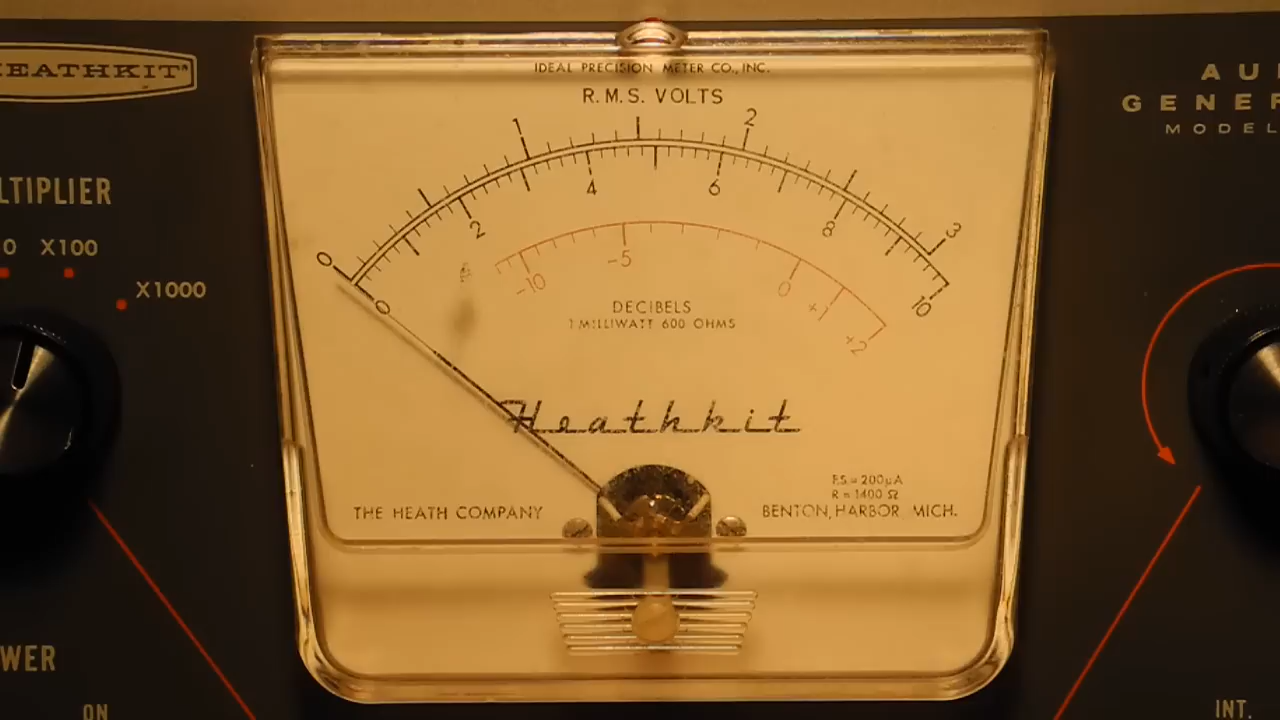 HEATHKIT®
IDEAL PRECISION METER CO., INC.
R.M.S. VOLTS
0 1 2 3
0 2 4 6 8 10
-10 -5 0 +1 +2
DECIBELS
1 MILLIWATT 600 OHMS
Heathkit
F.S. = 200µA
R = 1400 Ω
THE HEATH COMPANY
BENTON, HARBOR MICH.
LTIPLIER
0 X100
X1000
WER
ON
AU
GENER
MODEL
INT.